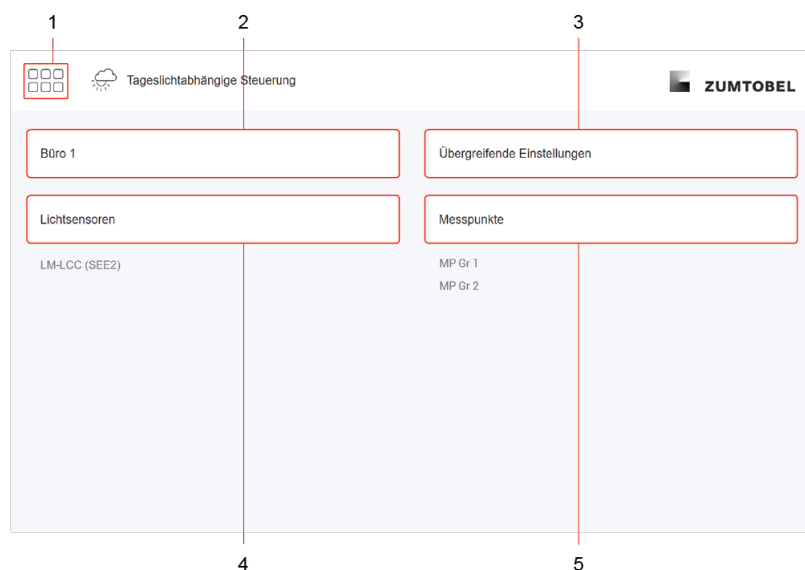 1 2 3
Tageslichtabhängige Steuerung
ZUMTOBEL
Büro 1
Übergreifende Einstellungen
Lichtsensoren
Messpunkte
LM-LCC (SEE2)
MP Gr 1
MP Gr 2
4 5